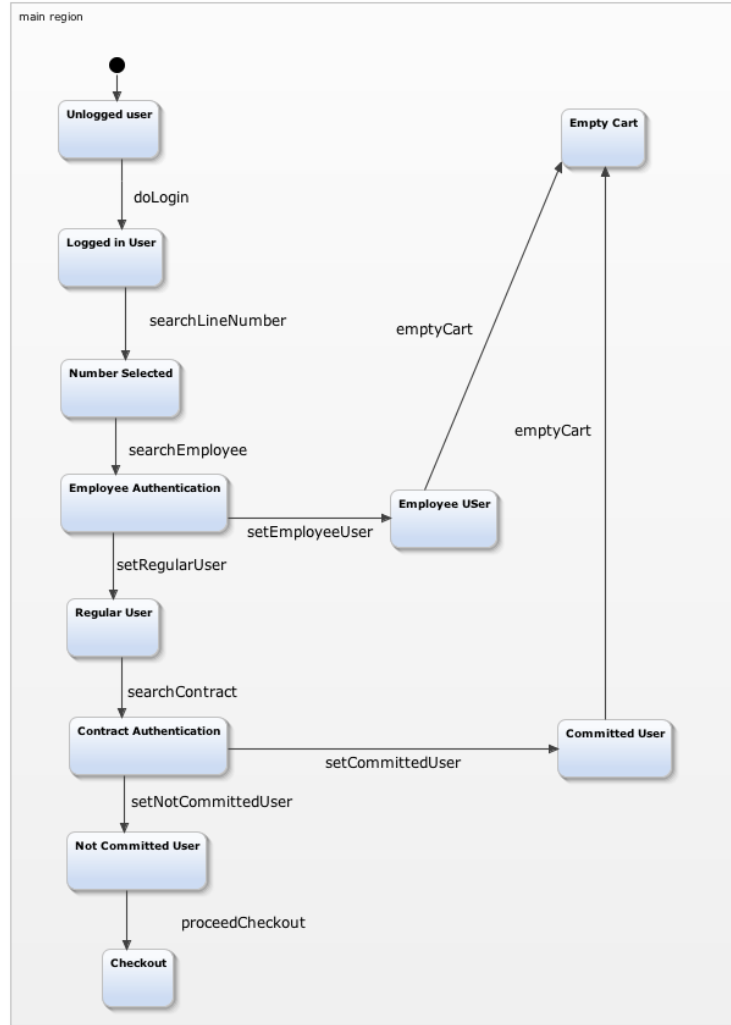 main region
Unlogged user
Empty Cart
doLogin
Logged in User
searchLineNumber
emptyCart
Number Selected
emptyCart
searchEmployee
Employee Authentication
Employee USer
setEmployeeUser
setRegularUser
Regular User
searchContract
Contract Authentication
Committed User
setCommittedUser
setNotCommittedUser
Not Committed User
proceedCheckout
Checkout